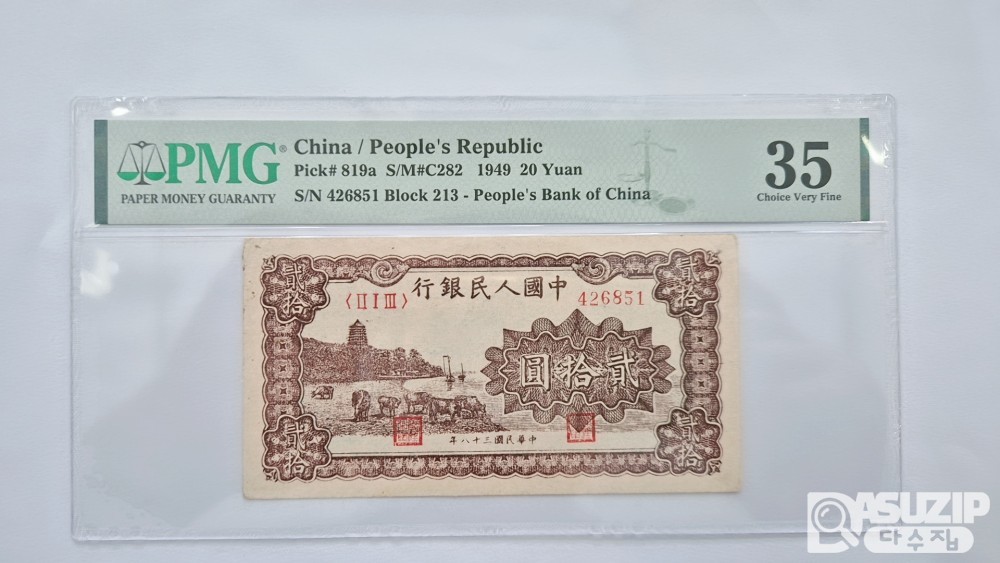 PMG®
PAPER MONEY GUARANTY
China / People's Republic
Pick# 819a S/M#C282 1949 20 Yuan
S/N 426851 Block 213 - People's Bank of China
35
Choice Very Fine
貳拾
貳拾
行銀民人國中
〈II I III〉
426851
圓拾貳
年八十三國民華中
貳拾
貳拾
ASUZIP
다수집